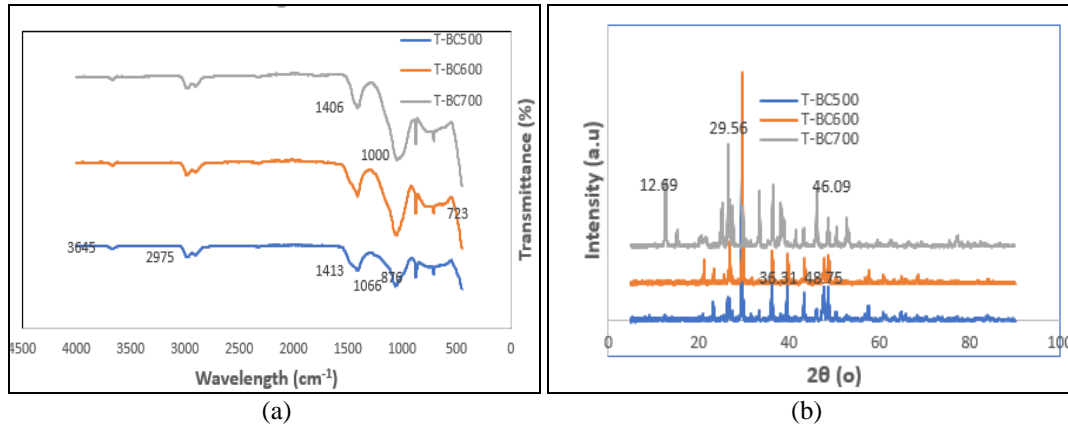 T-BC500
T-BC600
T-BC700
1406
1000
723
3645
2975
1413
1066
876
4500 4000 3500 3000 2500 2000 1500 1000 500 0
Wavelength (cm⁻¹)
Transmittance (%)
(a)
T-BC500
T-BC600
T-BC700
29.56
12.69
46.09
36.31
48.75
Intensity (a.u)
0 20 40 60 80 100
2θ (o)
(b)